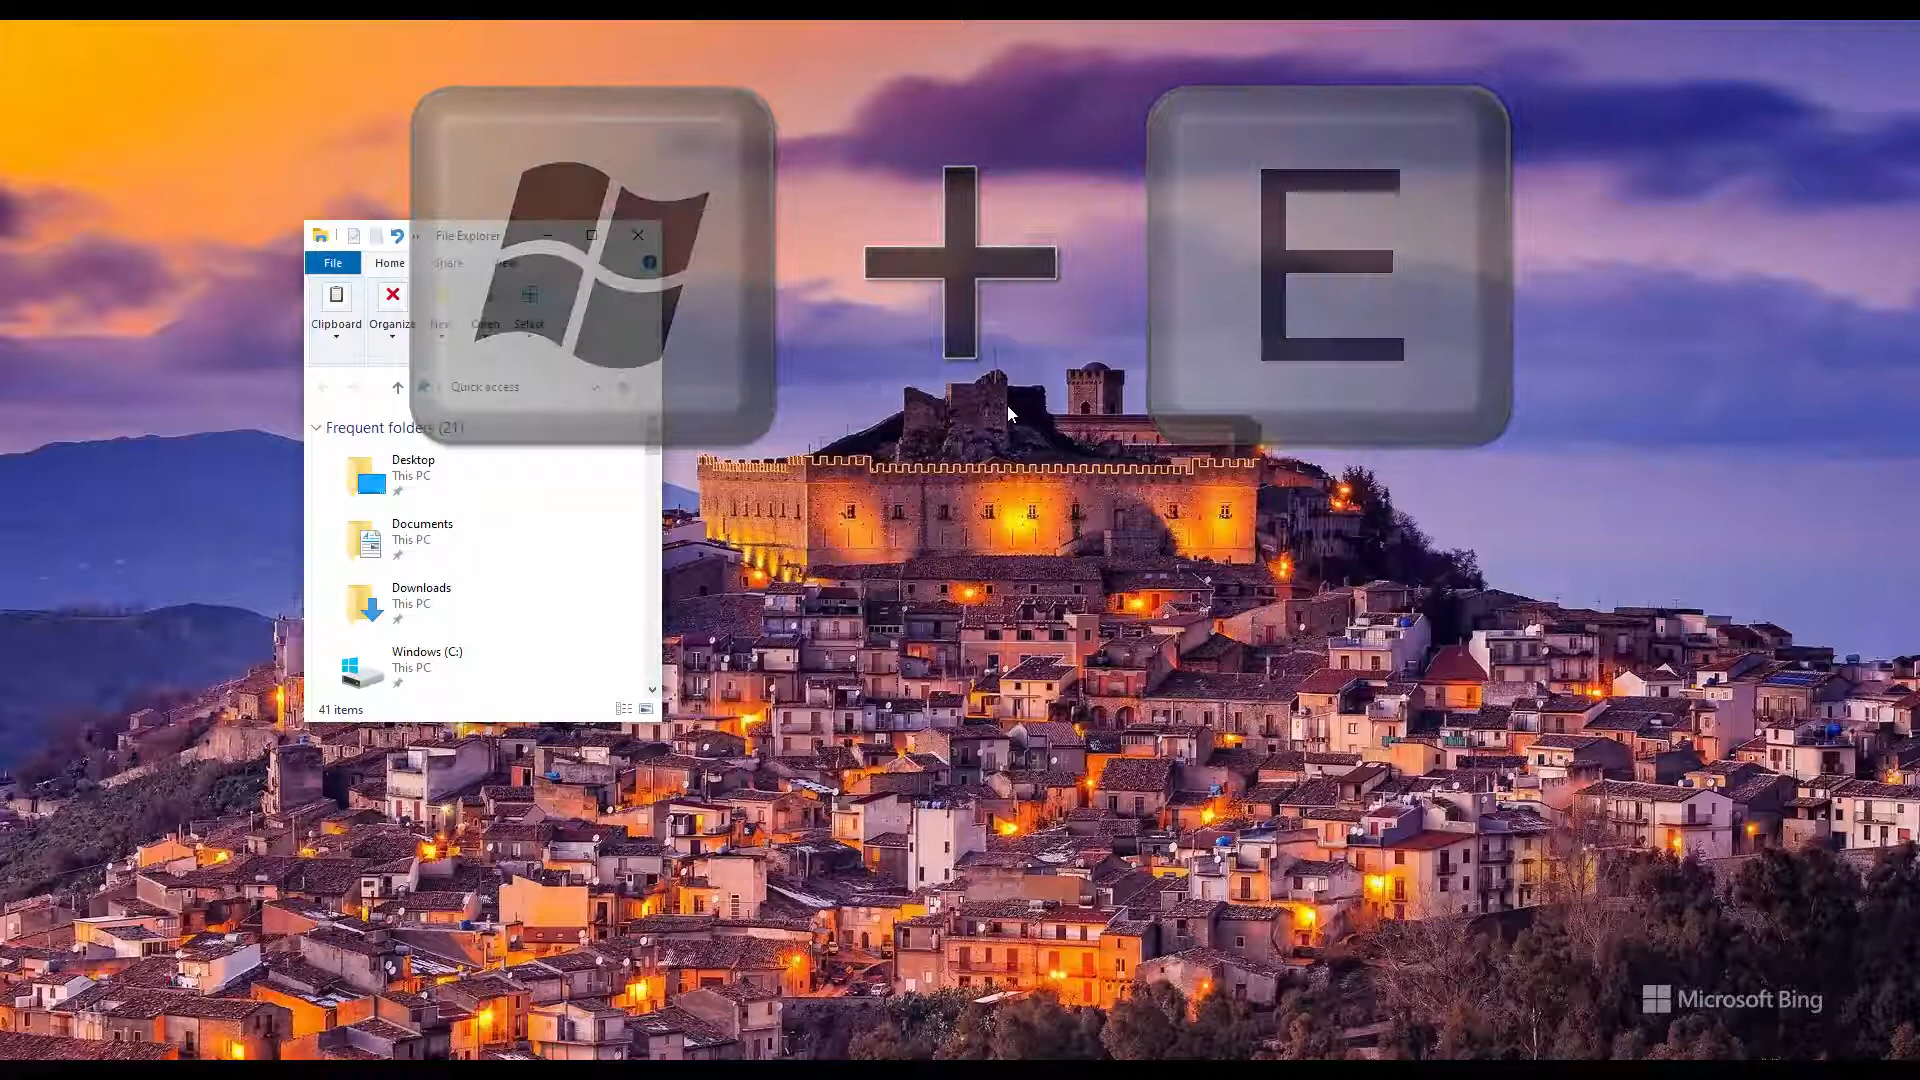 File Explorer
File Home Share View
Clipboard Organize New Open Select
Quick access
Frequent folders (21)
Desktop
This PC
Documents
This PC
Downloads
This PC
Windows (C:)
This PC
41 items
E
Microsoft Bing